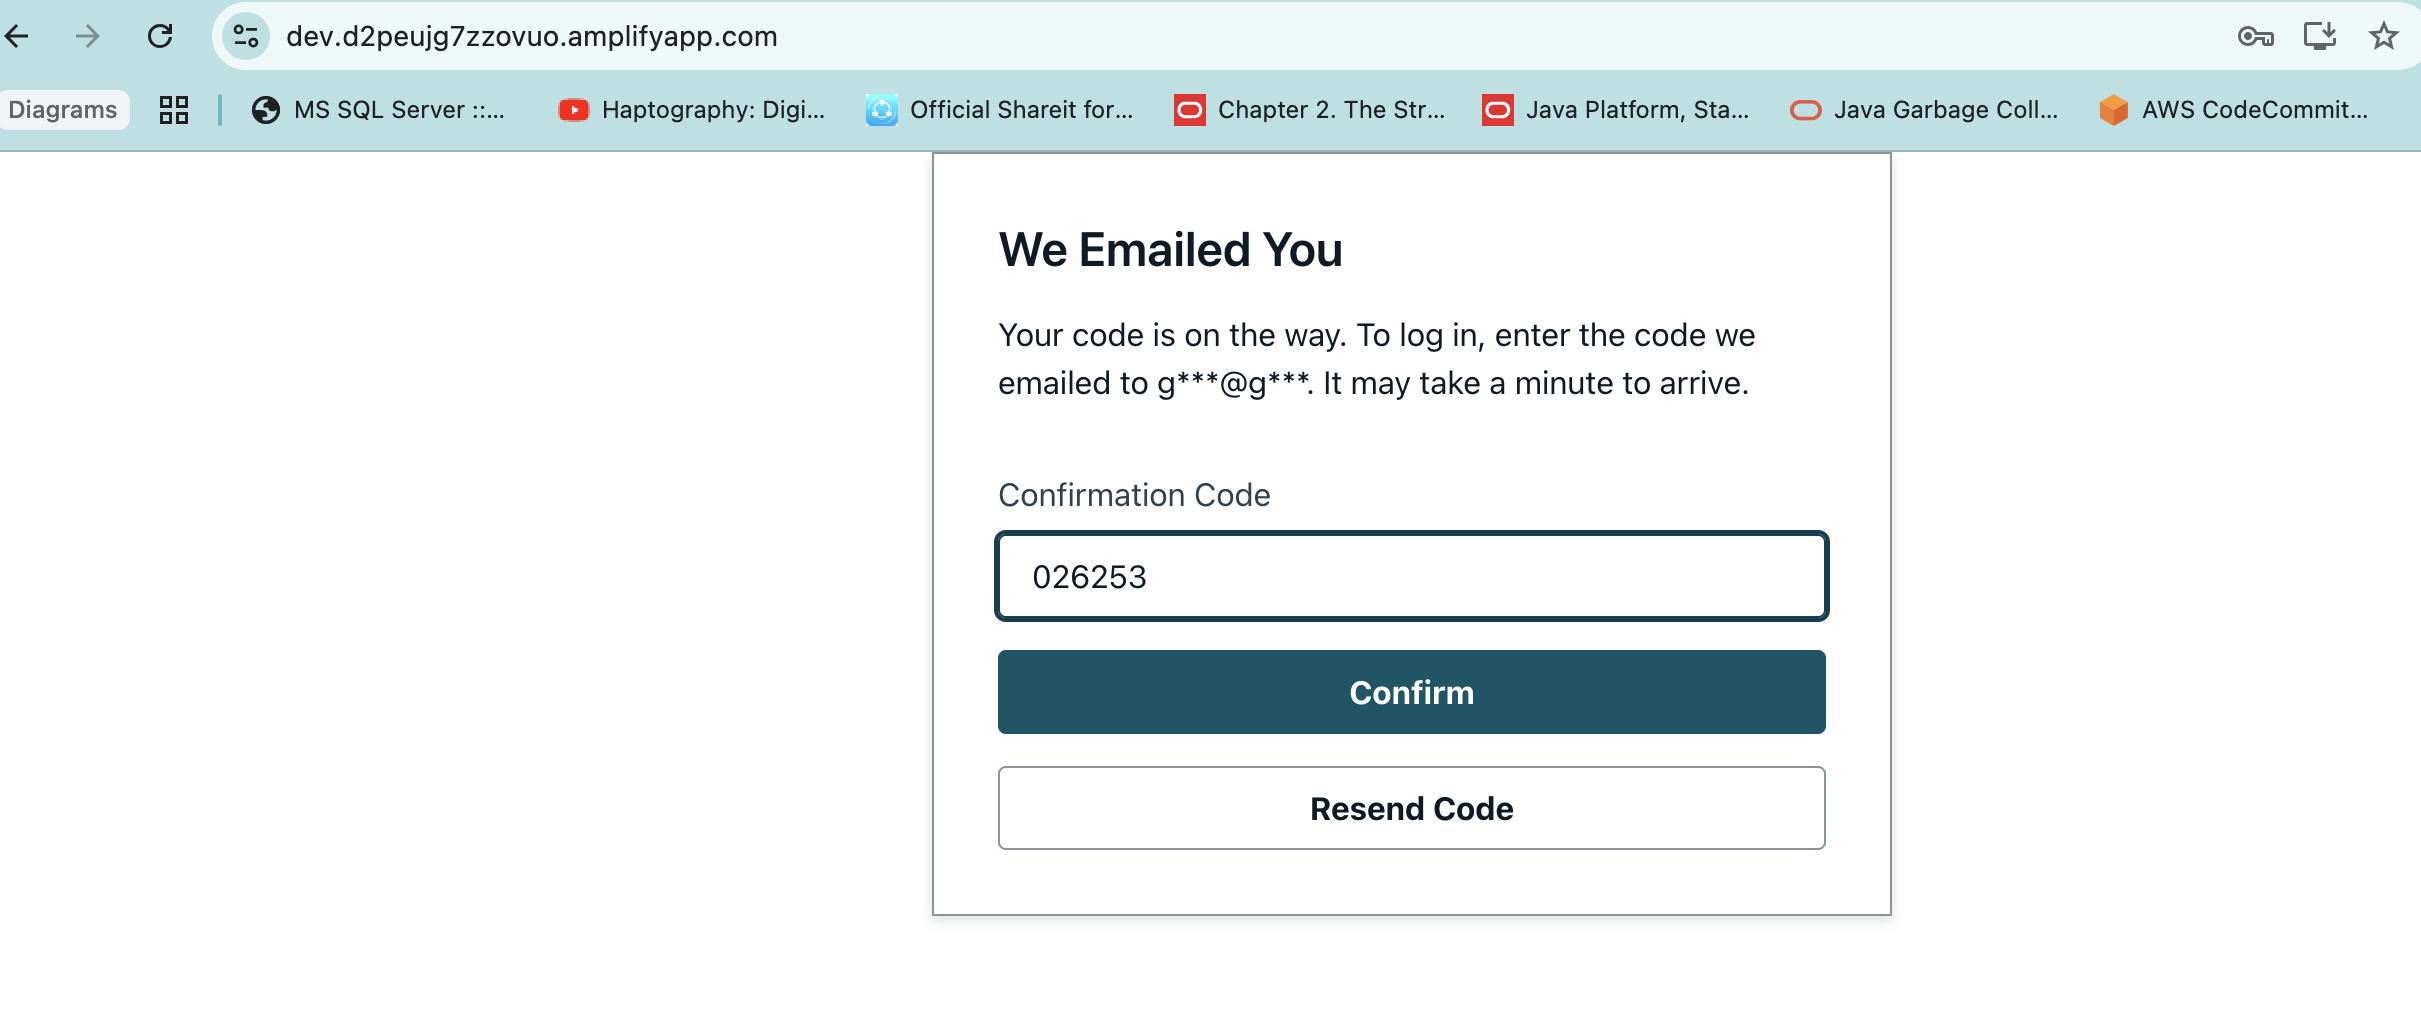 dev.d2peujg7zzovuo.amplifyapp.com
Diagrams
MS SQL Server ::...
Haptography: Digi...
Official Shareit for...
Chapter 2. The Str...
Java Platform, Sta...
Java Garbage Coll...
AWS CodeCommit...
We Emailed You
Your code is on the way. To log in, enter the code we
emailed to g***@g***. It may take a minute to arrive.
Confirmation Code
026253
Confirm
Resend Code